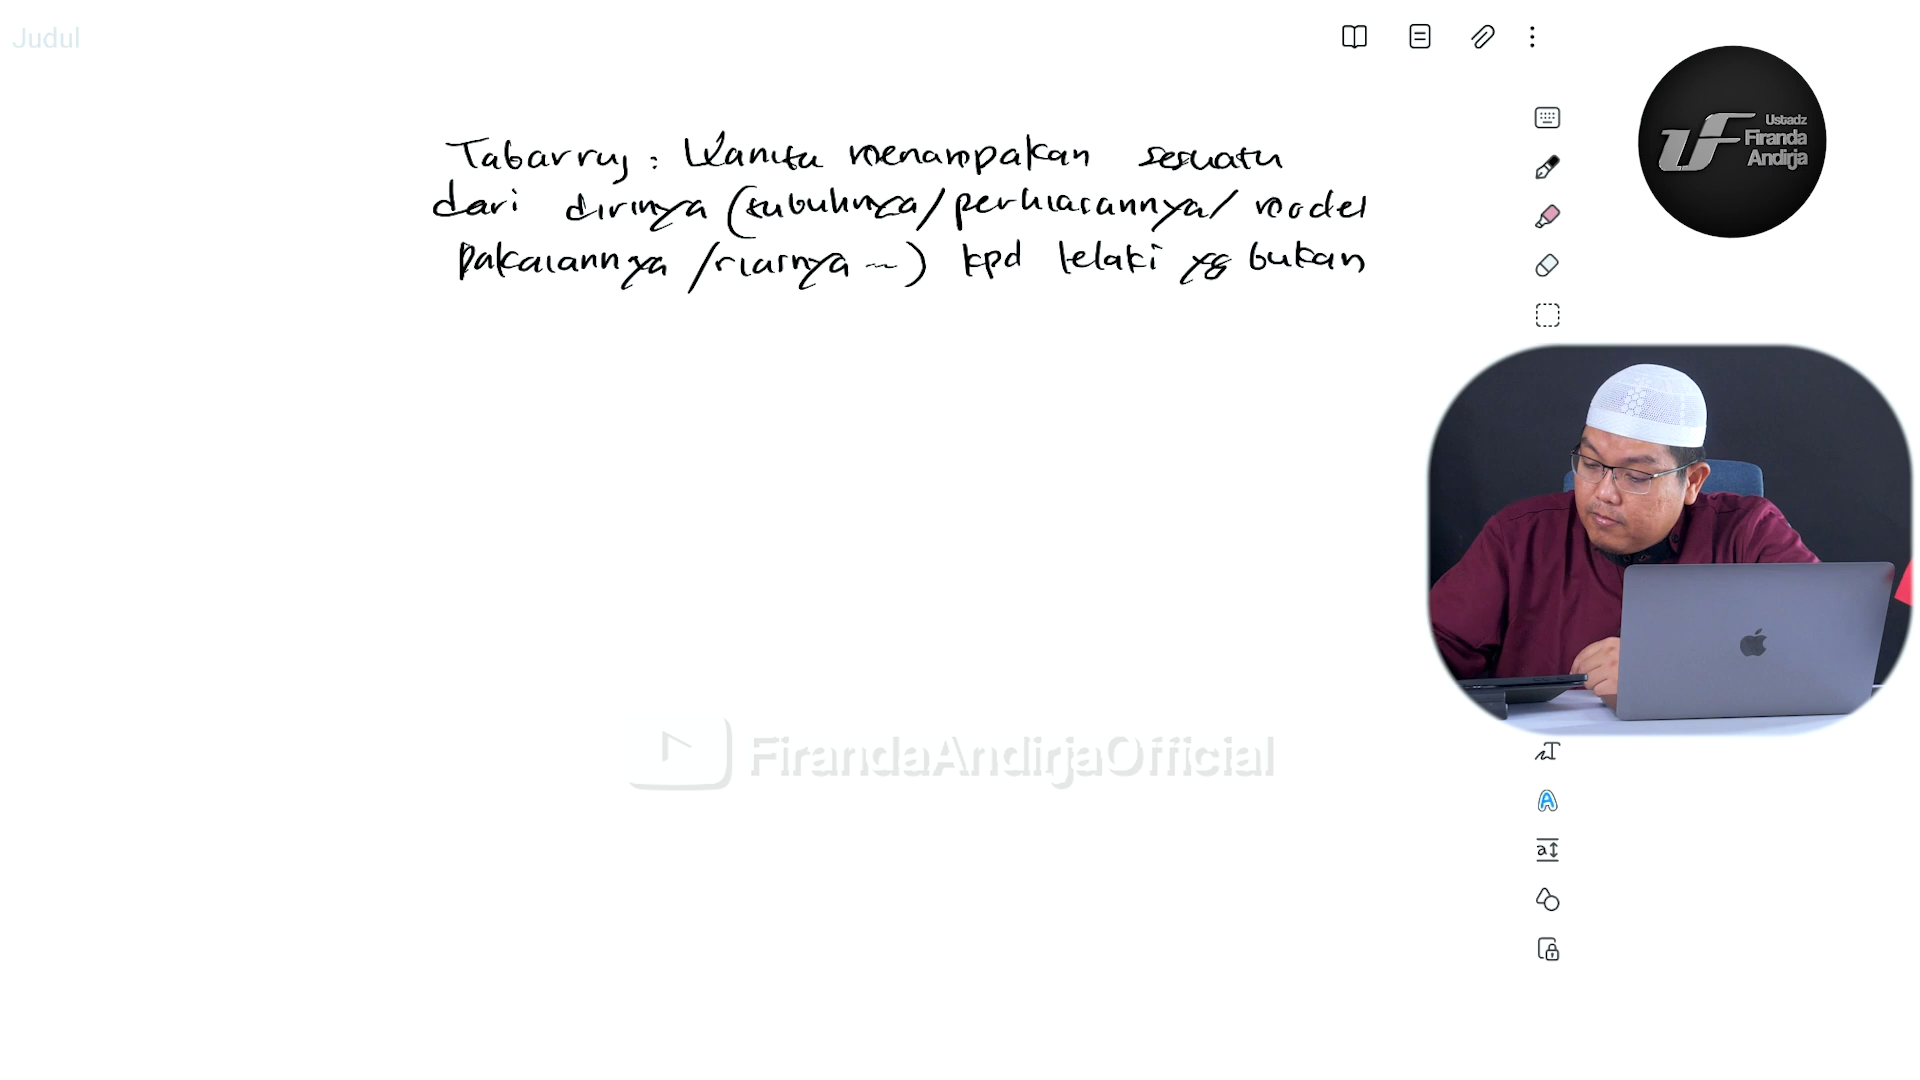 Judul
Tabarruj : Wanita menampakan sesuatu
dari dirinya (tubuhnya/perhiasannya/model
pakaiannya/riasnya ~) kpd lelaki yg bukan
Ustadz
Firanda
Andirja
FirandaAndirjaOfficial